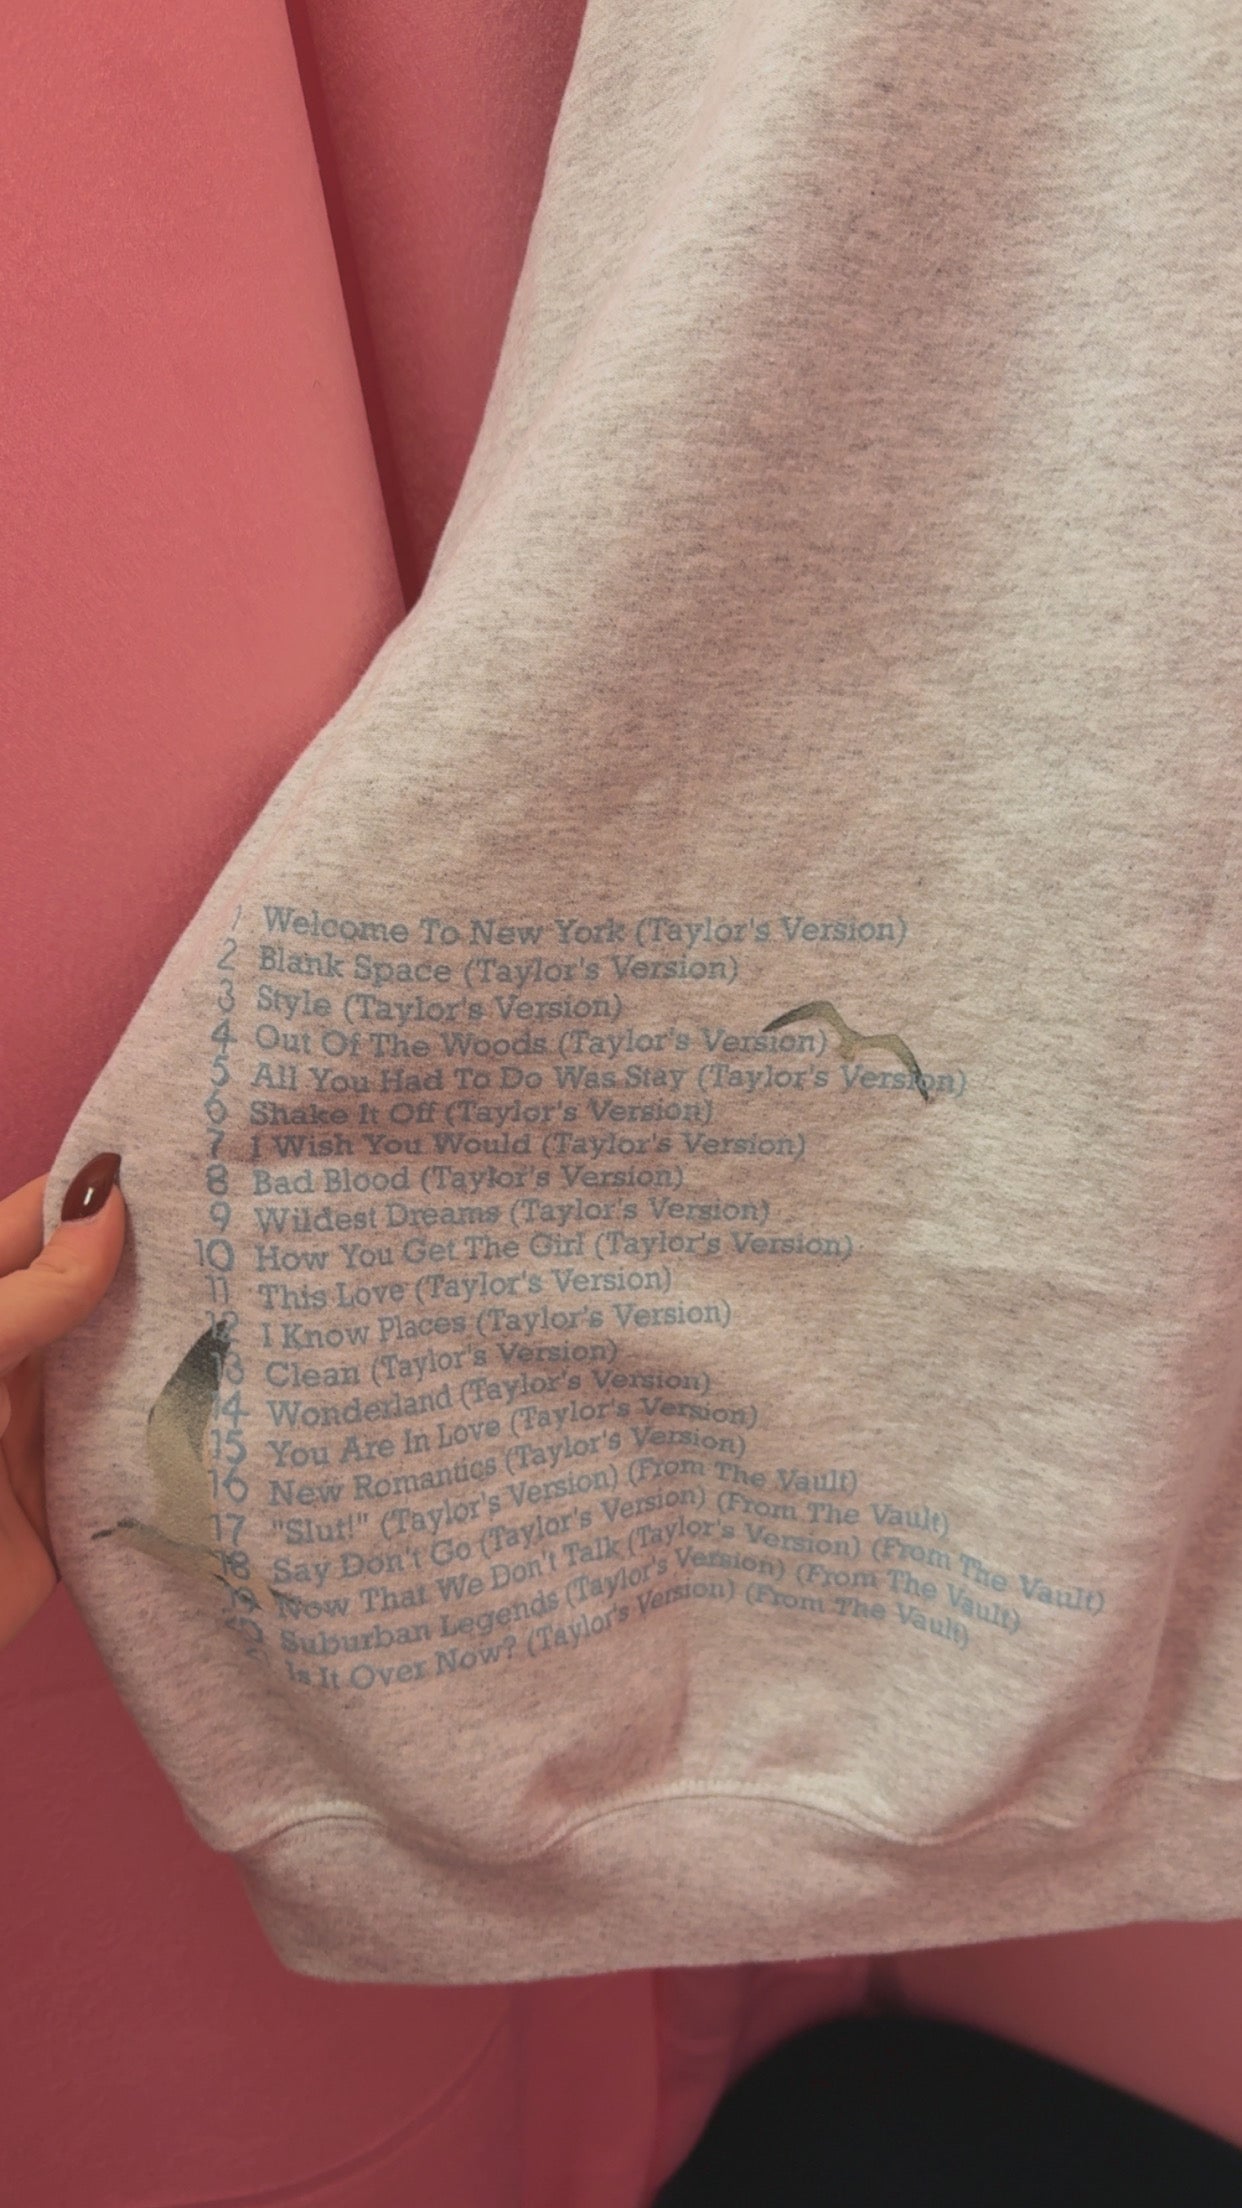 1 Welcome To New York (Taylor's Version)
2 Blank Space (Taylor's Version)
3 Style (Taylor's Version)
4 Out Of The Woods (Taylor's Version)
5 All You Had To Do Was Stay (Taylor's Version)
6 Shake It Off (Taylor's Version)
7 I Wish You Would (Taylor's Version)
8 Bad Blood (Taylor's Version)
9 Wildest Dreams (Taylor's Version)
10 How You Get The Girl (Taylor's Version)
11 This Love (Taylor's Version)
12 I Know Places (Taylor's Version)
13 Clean (Taylor's Version)
14 Wonderland (Taylor's Version)
15 You Are In Love (Taylor's Version)
16 New Romantics (Taylor's Version)
17 "Slut!" (Taylor's Version) (From The Vault)
18 Say Don't Go (Taylor's Version) (From The Vault)
19 Now That We Don't Talk (Taylor's Version) (From The Vault)
Suburban Legends (Taylor's Version) (From The Vault)
Is It Over Now? (Taylor's Version) (From The Vault)